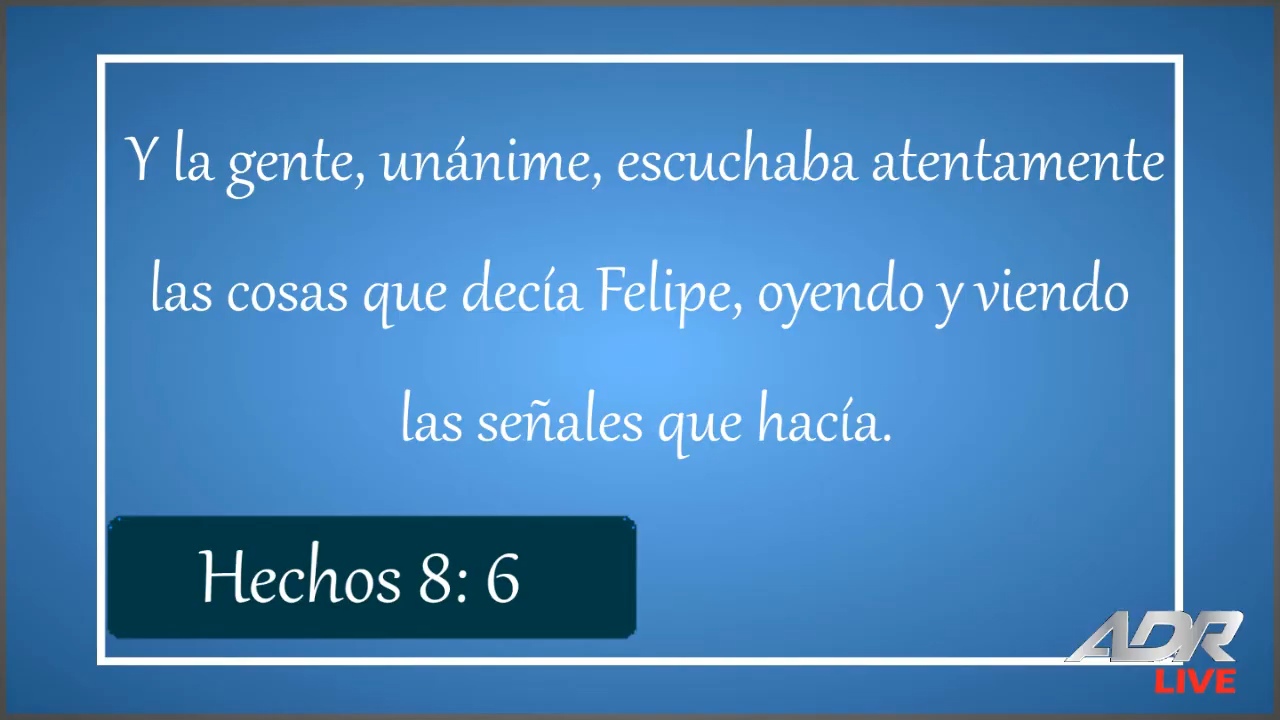 Y la gente, unánime, escuchaba atentamente
las cosas que decía Felipe, oyendo y viendo
las señales que hacía.
Hechos 8: 6
ADR
LIVE